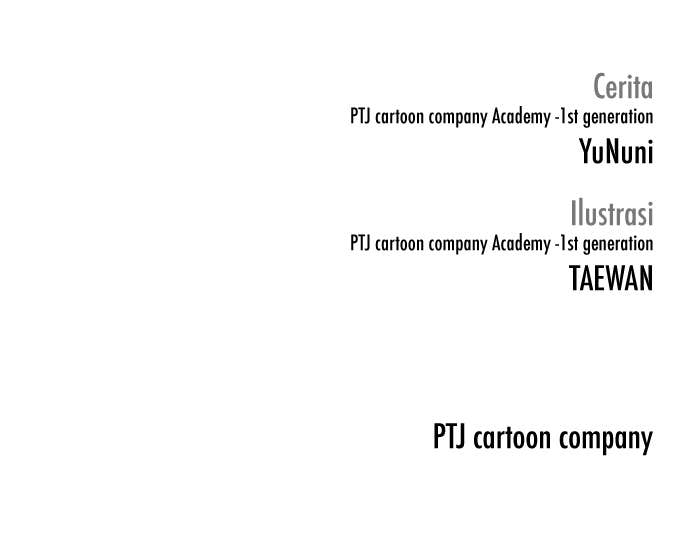 Cerita
PTJ cartoon company Academy -1st generation
YuNuni
Ilustrasi
PTJ cartoon company Academy -1st generation
TAEWAN
PTJ cartoon company